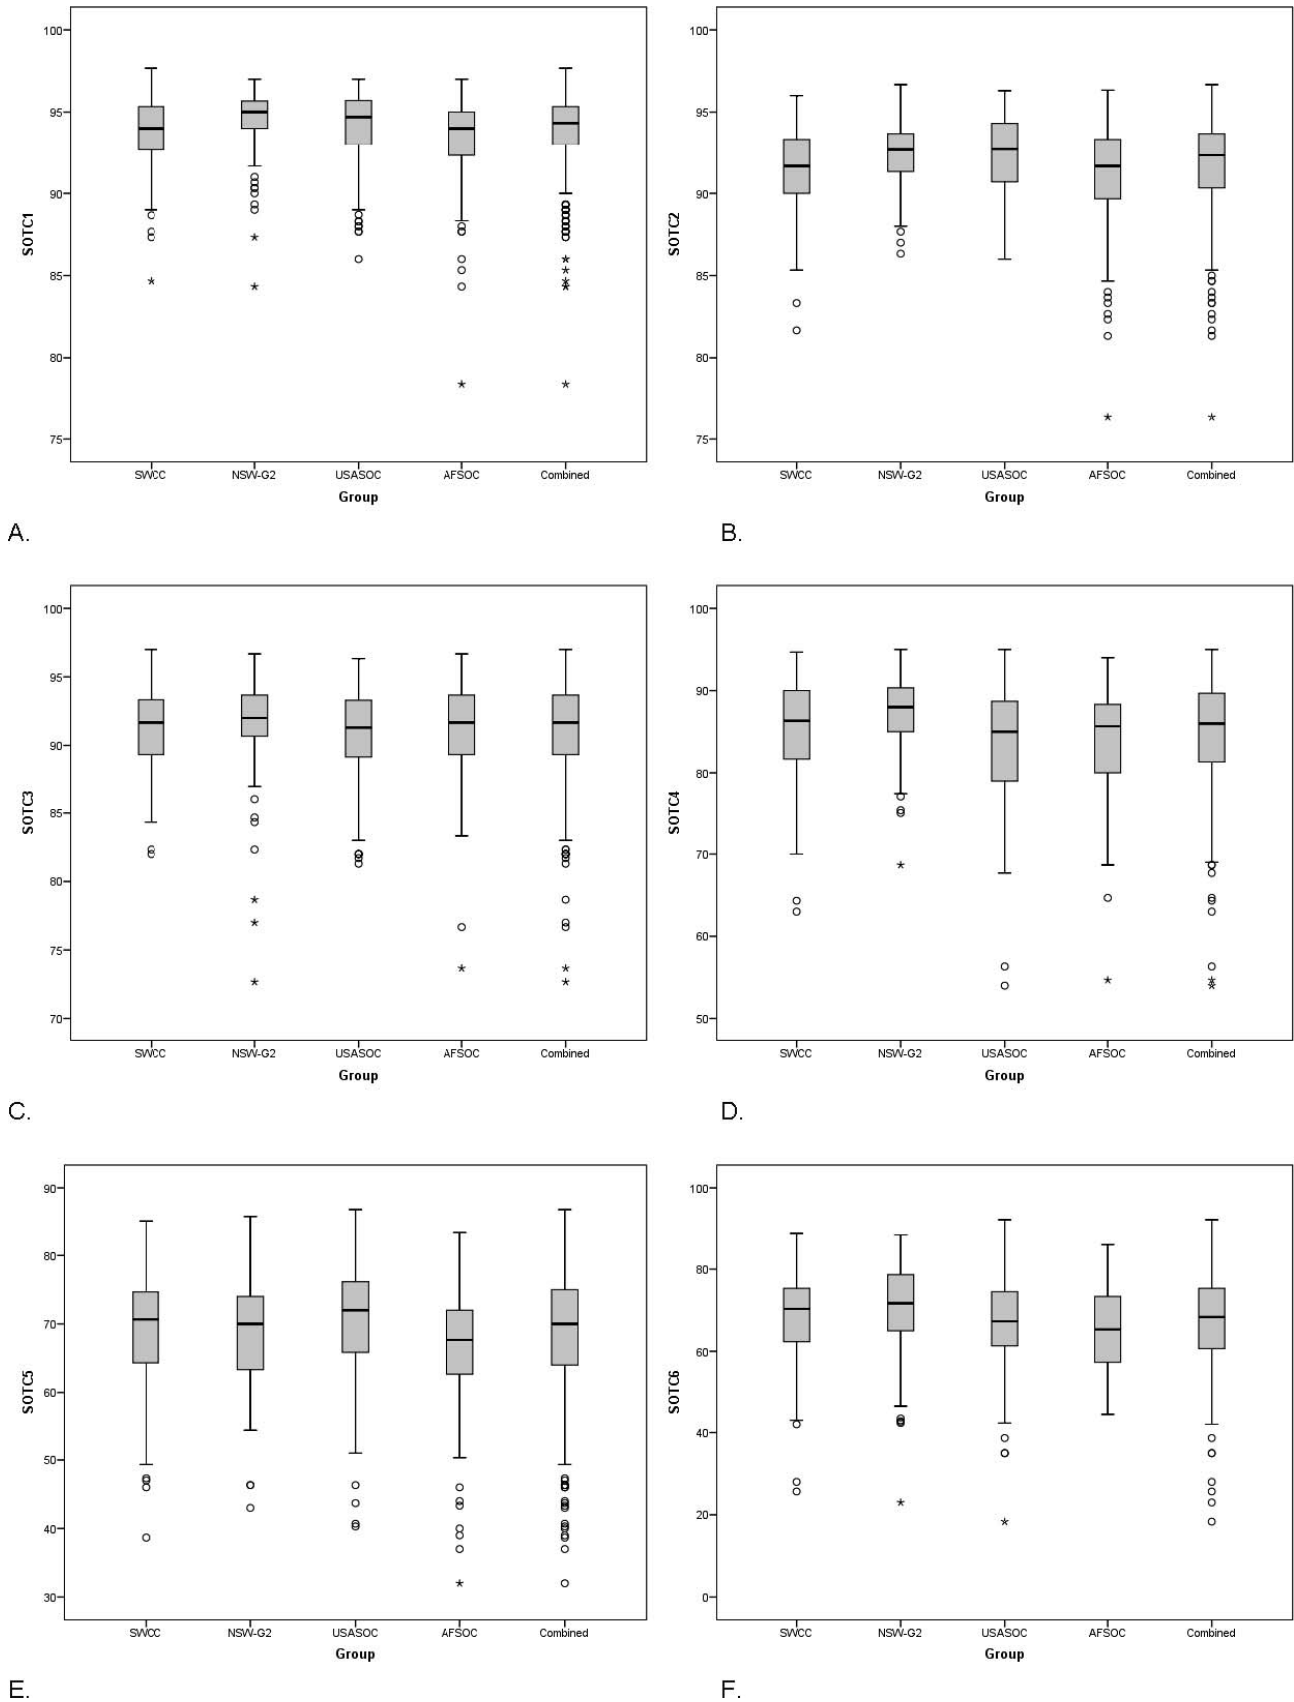 100
95
90
85
80
75
SOTC1
SWCC NSW-G2 USASOC AFSOC Combined
Group
A.
100
95
90
85
80
75
SOTC2
SWCC NSW-G2 USASOC AFSOC Combined
Group
B.
100
95
90
85
80
75
70
SOTC3
SWCC NSW-G2 USASOC AFSOC Combined
Group
C.
100
90
80
70
60
50
SOTC4
SWCC NSW-G2 USASOC AFSOC Combined
Group
D.
90
80
70
60
50
40
30
SOTC5
SWCC NSW-G2 USASOC AFSOC Combined
Group
E.
100
80
60
40
20
0
SOTC6
SWCC NSW-G2 USASOC AFSOC Combined
Group
F.